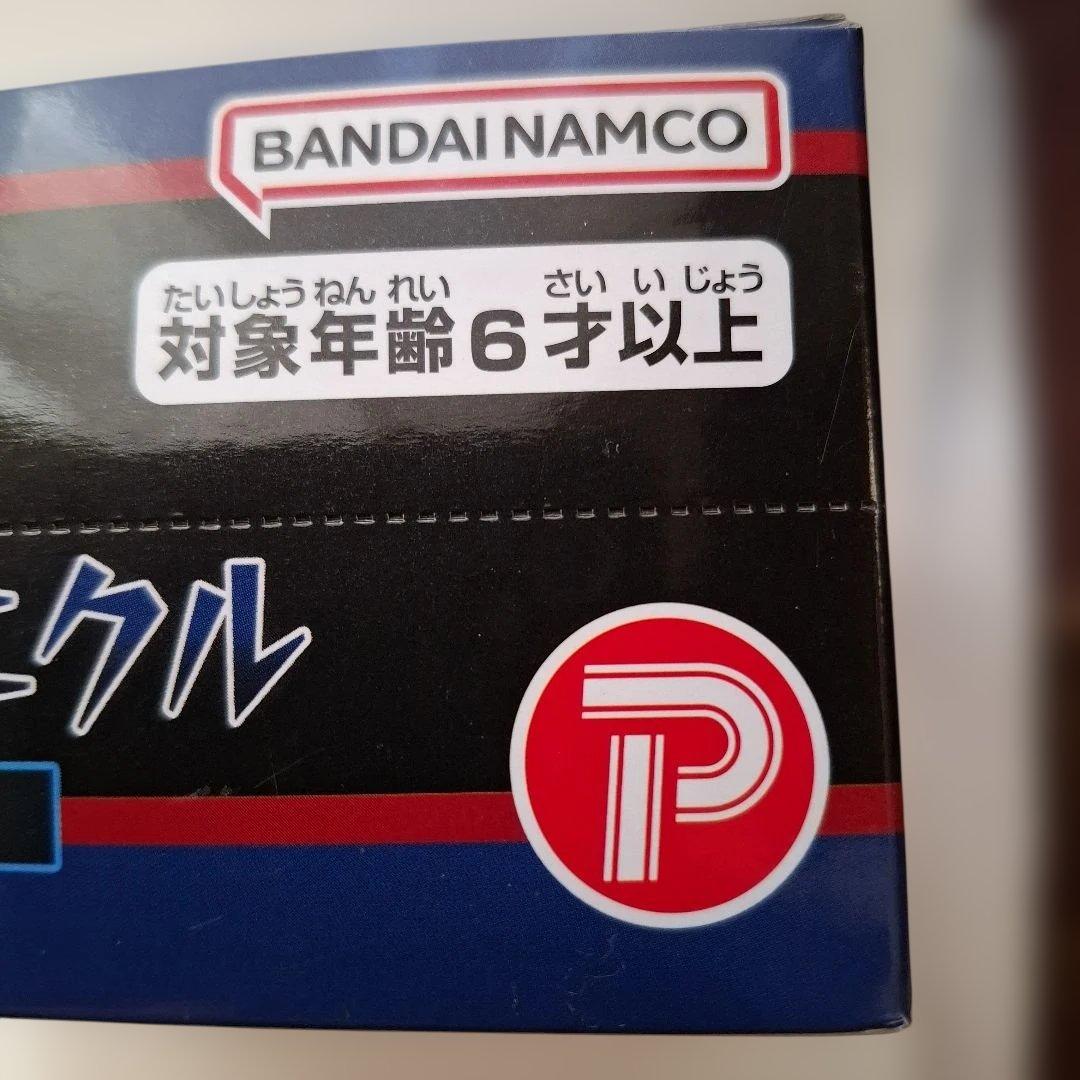 BANDAI NAMCO
たいしょう ねん れい さい い じょう
対象年齢6才以上
ニクル
P